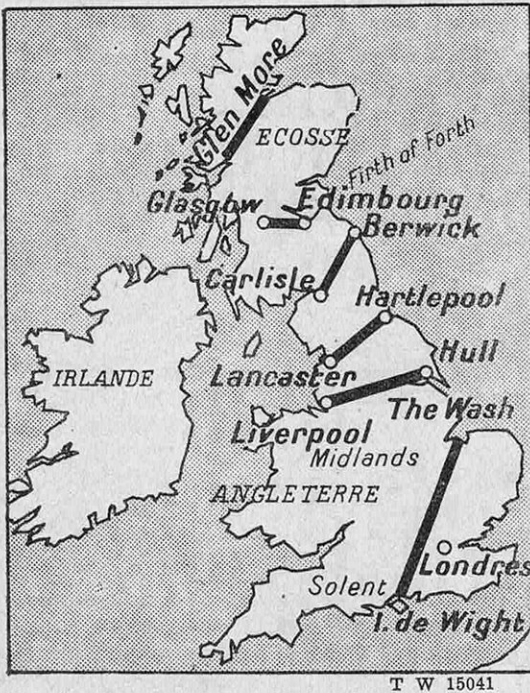 Glen More
ECOSSE
Firth of Forth
Glasgow
Edimbourg
Berwick
Carlisle
Hartlepool
Hull
IRLANDE
Lancaster
The Wash
Liverpool
Midlands
ANGLETERRE
Londres
Solent
I. de Wight
T W 15041